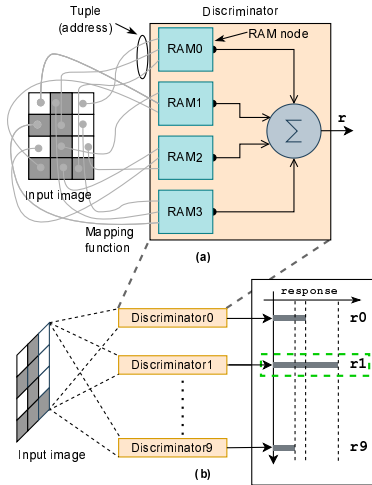 Tuple
(address)
Discriminator
RAM node
RAM0
RAM1
RAM2
RAM3
Σ
r
Input image
Mapping
function
(a)
response
Discriminator0
r0
Discriminator1
r1
Discriminator9
r9
Input image
(b)